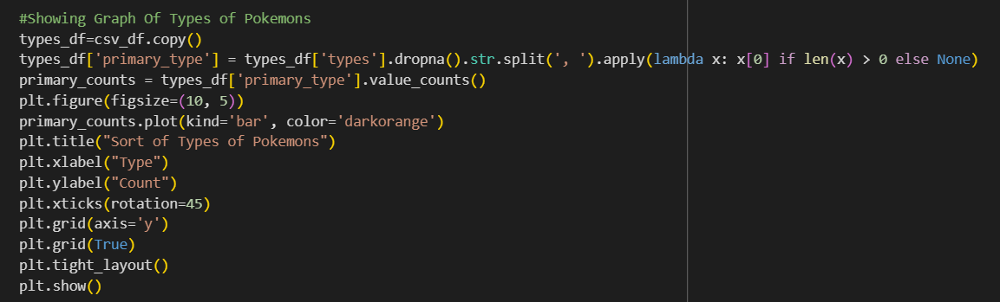 #Showing Graph Of Types of Pokemons
types_df=csv_df.copy()
types_df['primary_type'] = types_df['types'].dropna().str.split(', ').apply(lambda x: x[0] if len(x) > 0 else None)
primary_counts = types_df['primary_type'].value_counts()
plt.figure(figsize=(10, 5))
primary_counts.plot(kind='bar', color='darkorange')
plt.title("Sort of Types of Pokemons")
plt.xlabel("Type")
plt.ylabel("Count")
plt.xticks(rotation=45)
plt.grid(axis='y')
plt.grid(True)
plt.tight_layout()
plt.show()